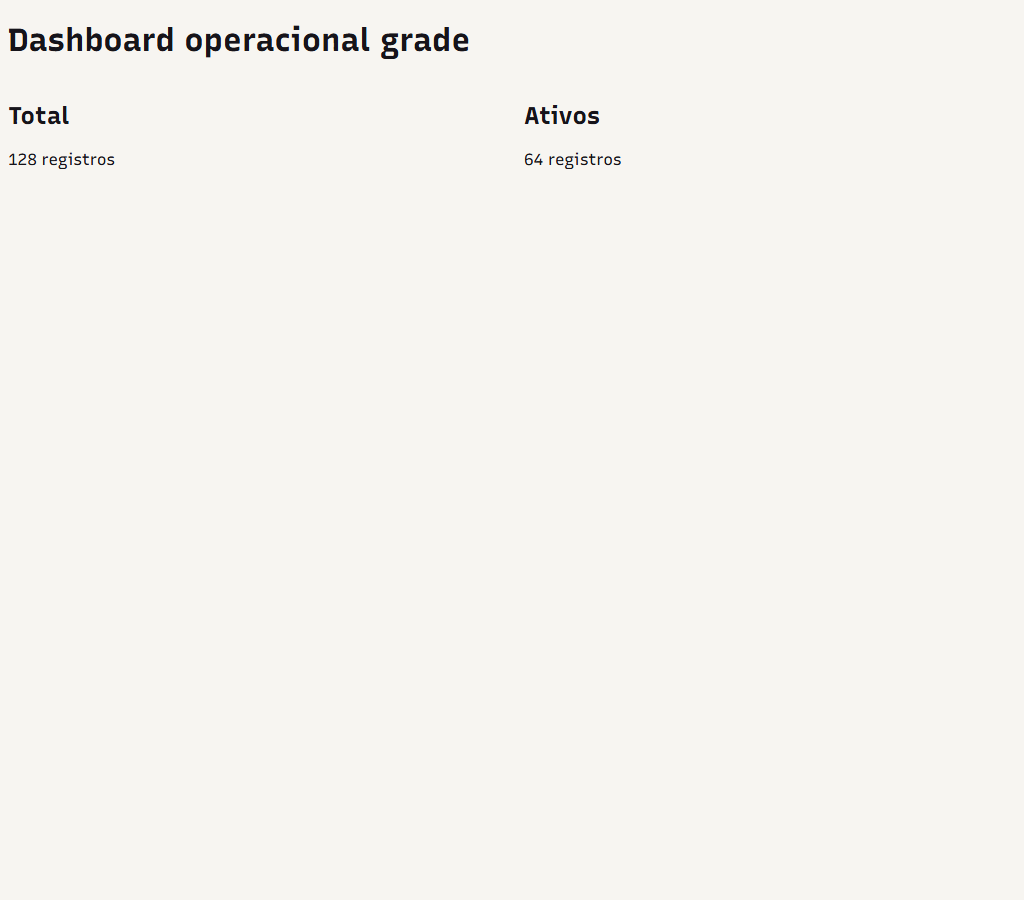 Dashboard operacional grade
Total
128 registros
Ativos
64 registros